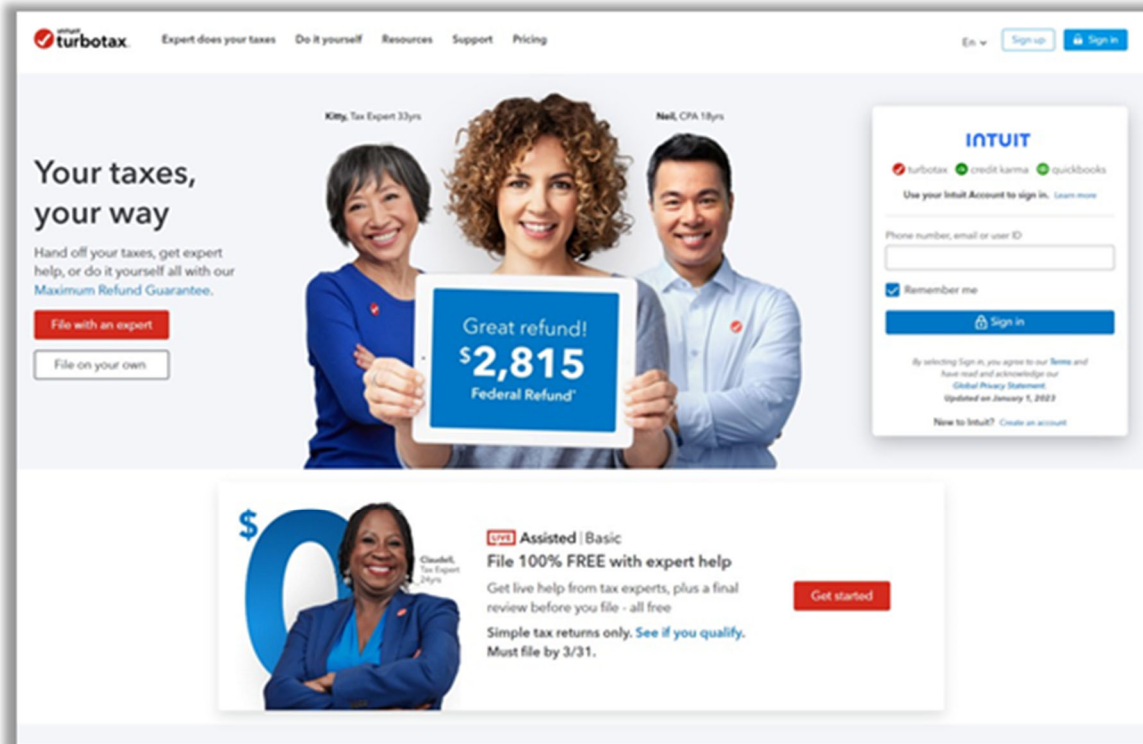 intuit
turbotax
Expert does your taxes Do it yourself Resources Support Pricing
En Sign up Sign in
Kitty, Tax Expert 33yrs
Neil, CPA 18yrs
Your taxes,
your way
Hand off your taxes, get expert
help, or do it yourself all with our
Maximum Refund Guarantee.
File with an expert
File on your own
Great refund!
$2,815
Federal Refund*
INTUIT
turbotax credit karma quickbooks
Use your Intuit Account to sign in. Learn more
Phone number, email or user ID
Remember me
Sign in
By selecting Sign in, you agree to our Terms and
have read and acknowledge our
Global Privacy Statement.
Updated on January 1, 2023
New to Intuit? Create an account
$0
Claudell,
Tax Expert
24yrs
LIVE Assisted | Basic
File 100% FREE with expert help
Get live help from tax experts, plus a final
review before you file - all free
Simple tax returns only. See if you qualify.
Must file by 3/31.
Get started